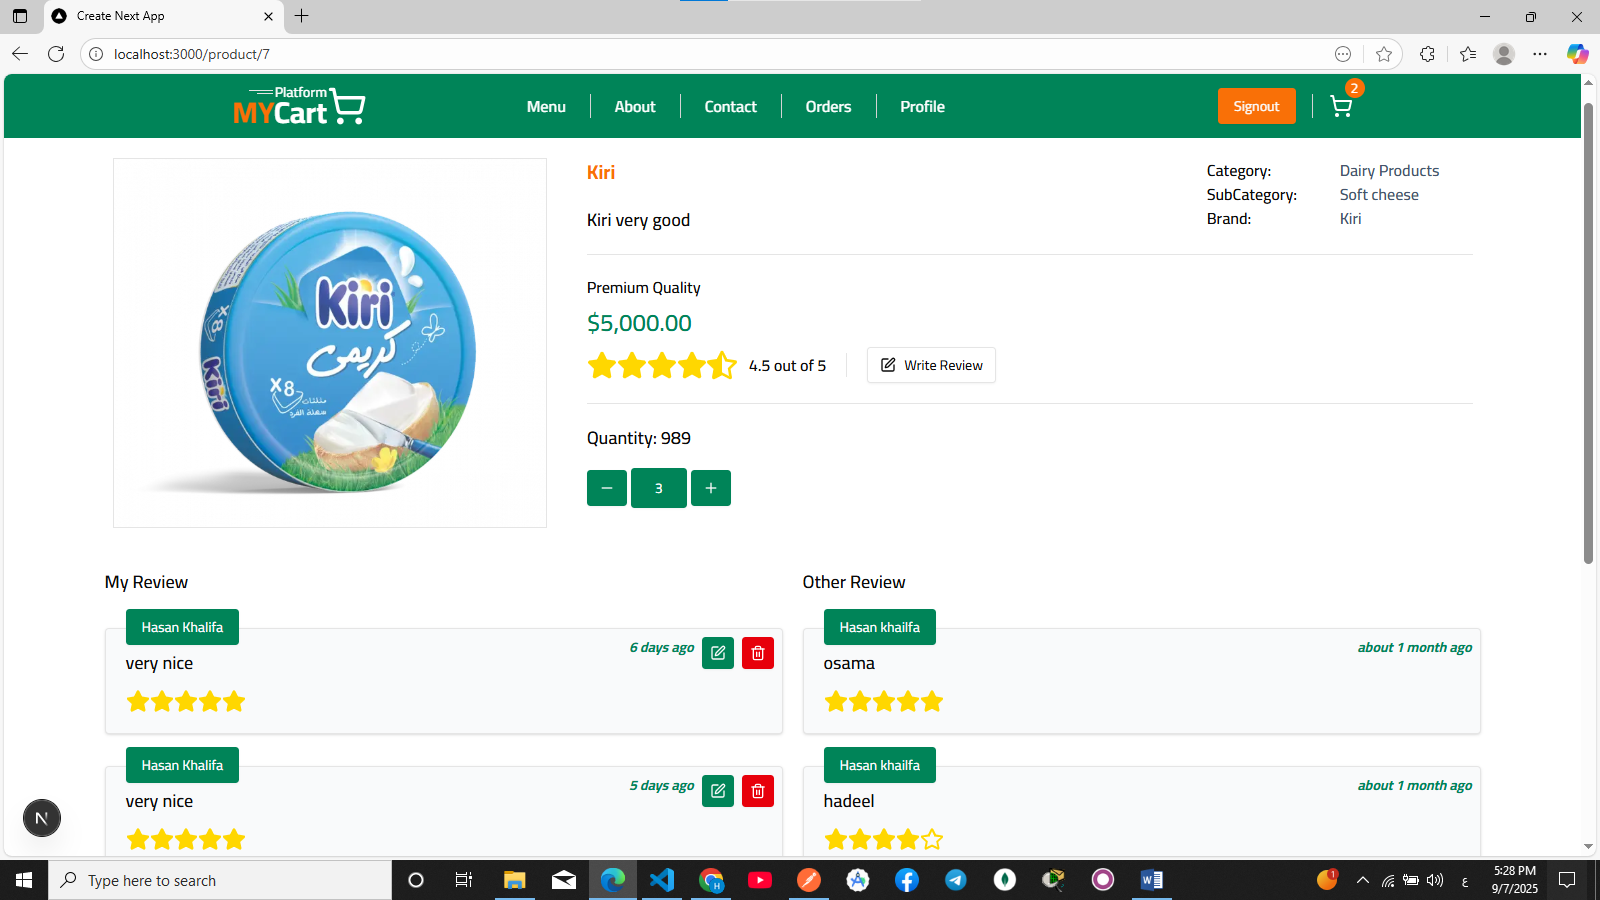 Create Next App
localhost:3000/product/7
Platform
MYCart
Menu
About
Contact
Orders
Profile
Signout
2
Kiri
Kiri very good
Category: Dairy Products
SubCategory: Soft cheese
Brand: Kiri
Kiri
كريمي
x8
مثلثات
سهلة الفرد
x8
Kiri
Premium Quality
$5,000.00
4.5 out of 5
Write Review
Quantity: 989
3
My Review
Hasan Khalifa
6 days ago
very nice
Hasan Khalifa
5 days ago
very nice
Other Review
Hasan khailfa
about 1 month ago
osama
Hasan khailfa
about 1 month ago
hadeel
N
Type here to search
H
1
ع
5:28 PM
9/7/2025